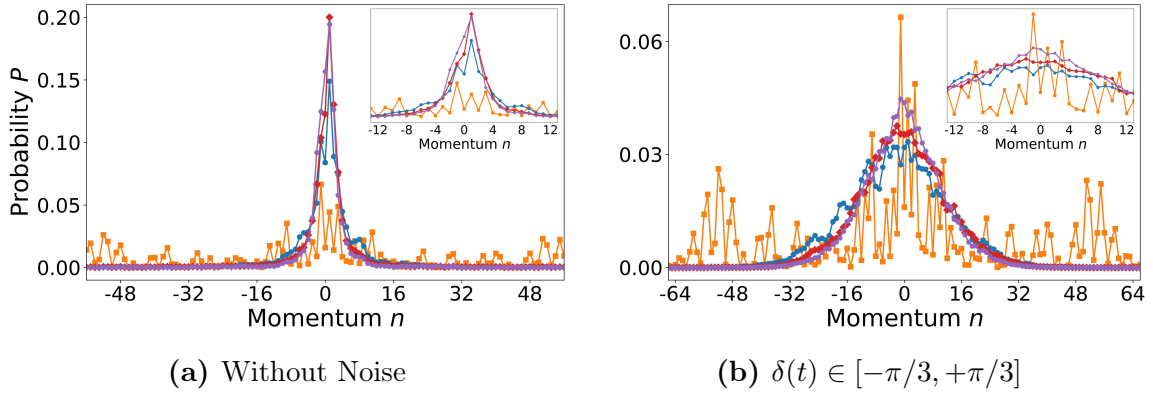 0.20
0.15
0.10
0.05
0.00
Probability P
-48 -32 -16 0 16 32 48
Momentum n
-12 -8 -4 0 4 8 12
Momentum n
(a) Without Noise
0.06
0.03
0.00
-64 -48 -32 -16 0 16 32 48 64
Momentum n
-12 -8 -4 0 4 8 12
Momentum n
(b) δ(t) ∈ [−π/3, +π/3]